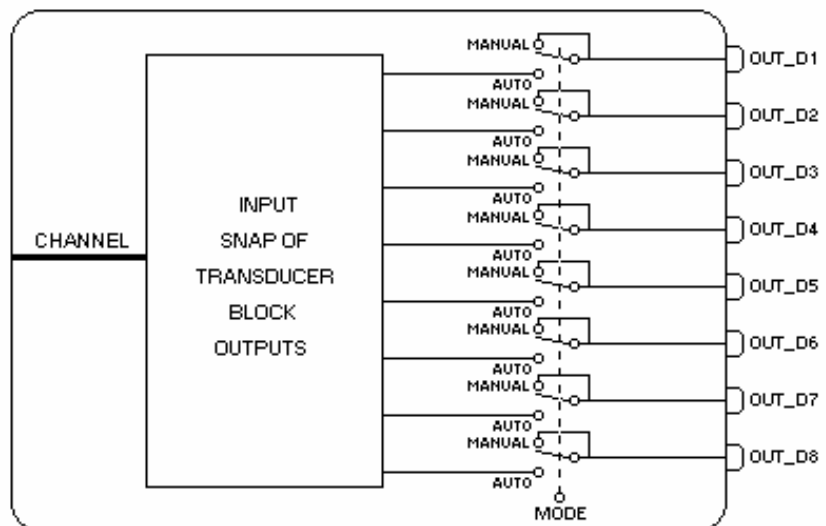 MANUAL
OUT_D1
AUTO
MANUAL
OUT_D2
AUTO
MANUAL
OUT_D3
AUTO
MANUAL
OUT_D4
AUTO
MANUAL
OUT_D5
AUTO
MANUAL
OUT_D6
AUTO
MANUAL
OUT_D7
AUTO
MANUAL
OUT_D8
AUTO
MODE
CHANNEL
INPUT
SNAP OF
TRANSDUCER
BLOCK
OUTPUTS